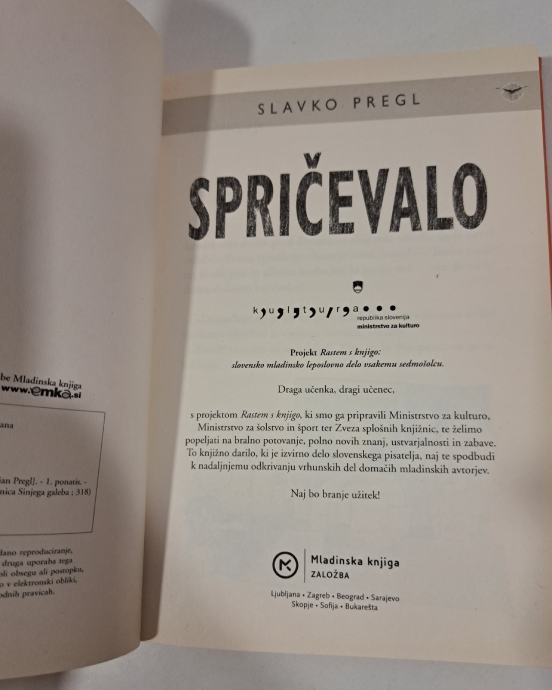 be Mladinska knjiga
www.emka.si
ana
an Pregl]. - 1. ponatis. -
nica Sinjega galeba ; 318)
dano reproduciranje,
druga uporaba tega
oli obsegu ali postopku,
o v elektronski obliki,
odnih pravicah.
SLAVKO PREGL
SPRIČEVALO
kultura
republika slovenija
ministrstvo za kulturo
Projekt Rastem s knjigo:
slovensko mladinsko leposlovno delo vsakemu sedmošolcu.
Draga učenka, dragi učenec,
s projektom Rastem s knjigo, ki smo ga pripravili Ministrstvo za kulturo,
Ministrstvo za šolstvo in šport ter Zveza splošnih knjižnic, te želimo
popeljati na bralno potovanje, polno novih znanj, ustvarjalnosti in zabave.
To knjižno darilo, ki je izvirno delo slovenskega pisatelja, naj te spodbudi
k nadaljnjemu odkrivanju vrhunskih del domačih mladinskih avtorjev.
Naj bo branje užitek!
Mladinska knjiga
ZALOŽBA
Ljubljana • Zagreb • Beograd • Sarajevo
Skopje • Sofija • Bukarešta